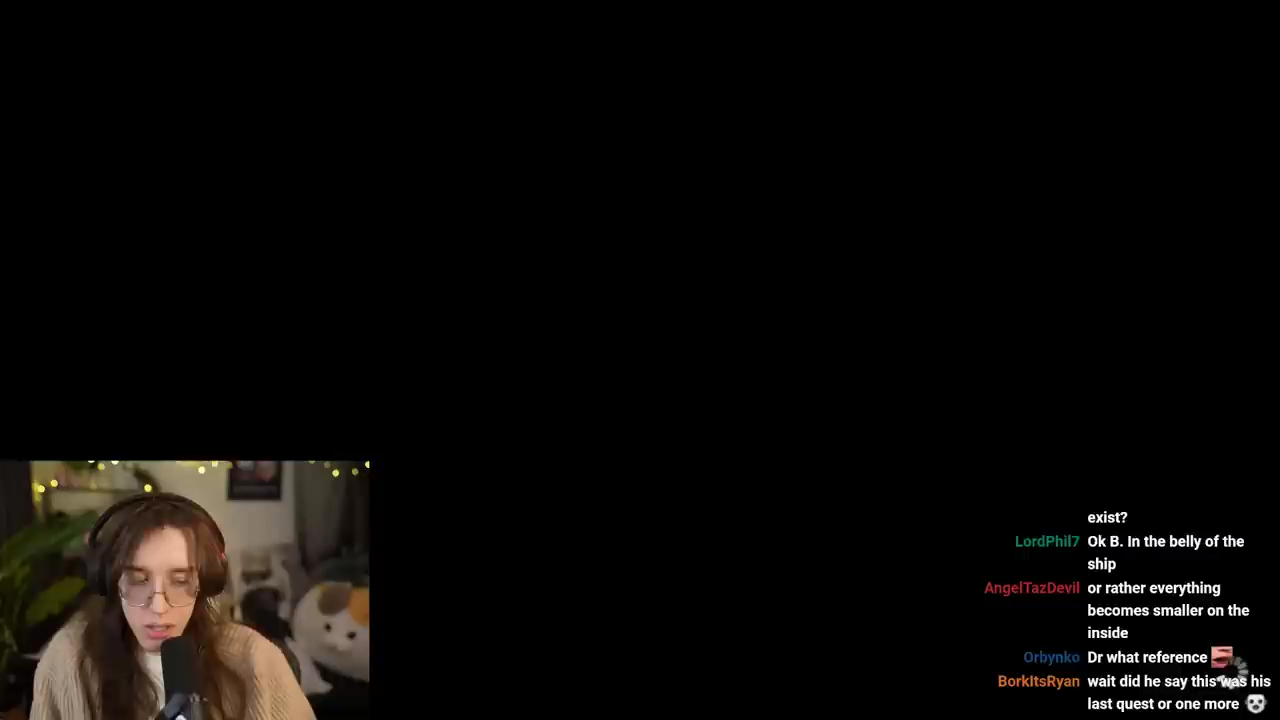 exist?
LordPhil7 Ok B. In the belly of the
ship
AngelTazDevil or rather everything
becomes smaller on the
inside
Orbynko Dr what reference
BorkItsRyan wait did he say this was his
last quest or one more